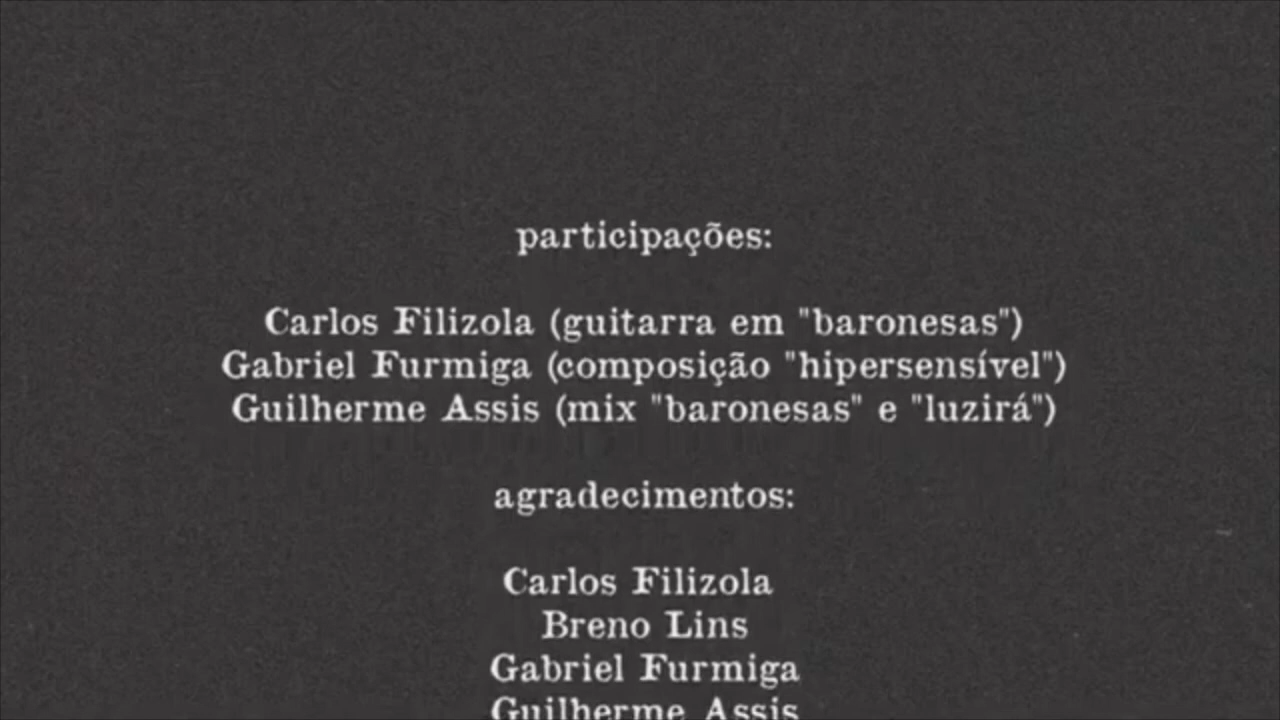 participações:
Carlos Filizola (guitarra em "baronesas")
Gabriel Furmiga (composição "hipersensível")
Guilherme Assis (mix "baronesas" e "luzirá")
agradecimentos:
Carlos Filizola
Breno Lins
Gabriel Furmiga
Guilherme Assis